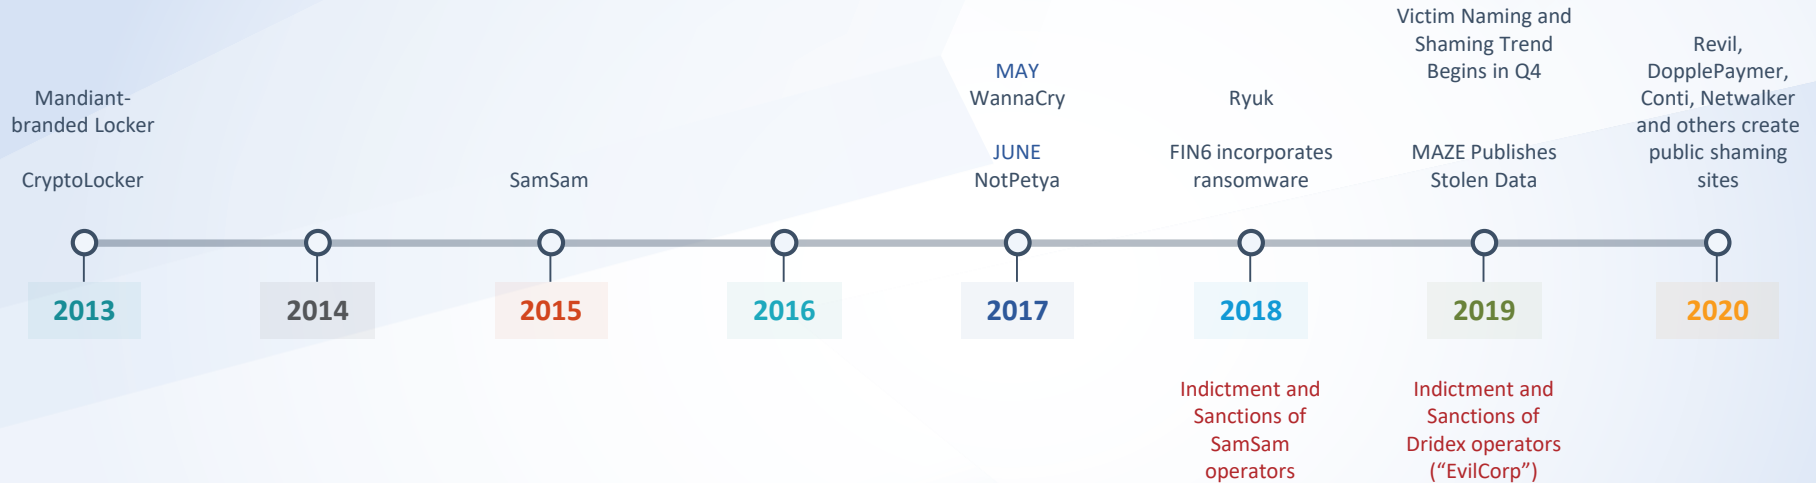 Mandiant-
branded Locker
CryptoLocker
2013
2014
SamSam
2015
2016
MAY
WannaCry
JUNE
NotPetya
2017
Ryuk
FIN6 incorporates
ransomware
2018
Indictment and
Sanctions of
SamSam
operators
Victim Naming and
Shaming Trend
Begins in Q4
MAZE Publishes
Stolen Data
2019
Indictment and
Sanctions of
Dridex operators
(“EvilCorp”)
Revil,
DopplePaymer,
Conti, Netwalker
and others create
public shaming
sites
2020